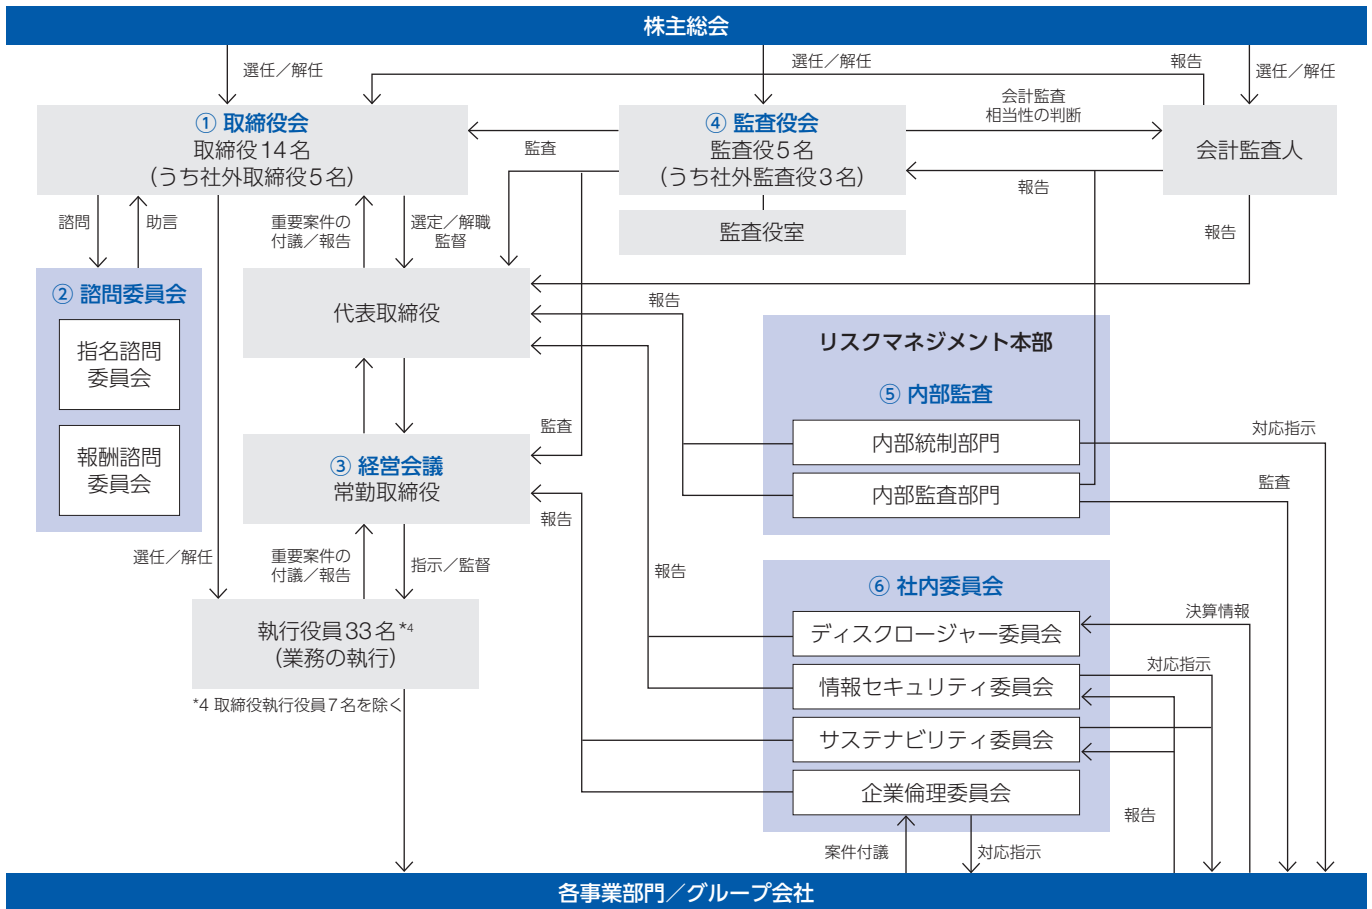 株主総会
選任／解任
選任／解任
報告
選任／解任
① 取締役会
取締役14名
（うち社外取締役5名）
監査
④ 監査役会
監査役5名
（うち社外監査役3名）
監査役室
会計監査
相当性の判断
会計監査人
報告
報告
諮問
助言
重要案件の
付議／報告
選定／解職
監督
② 諮問委員会
指名諮問
委員会
報酬諮問
委員会
代表取締役
報告
リスクマネジメント本部
⑤ 内部監査
内部統制部門
内部監査部門
対応指示
監査
監査
③ 経営会議
常勤取締役
報告
選任／解任
重要案件の
付議／報告
指示／監督
報告
執行役員33名*4
（業務の執行）
*4 取締役執行役員7名を除く
⑥ 社内委員会
ディスクロージャー委員会
情報セキュリティ委員会
サステナビリティ委員会
企業倫理委員会
決算情報
対応指示
報告
案件付議
対応指示
各事業部門／グループ会社